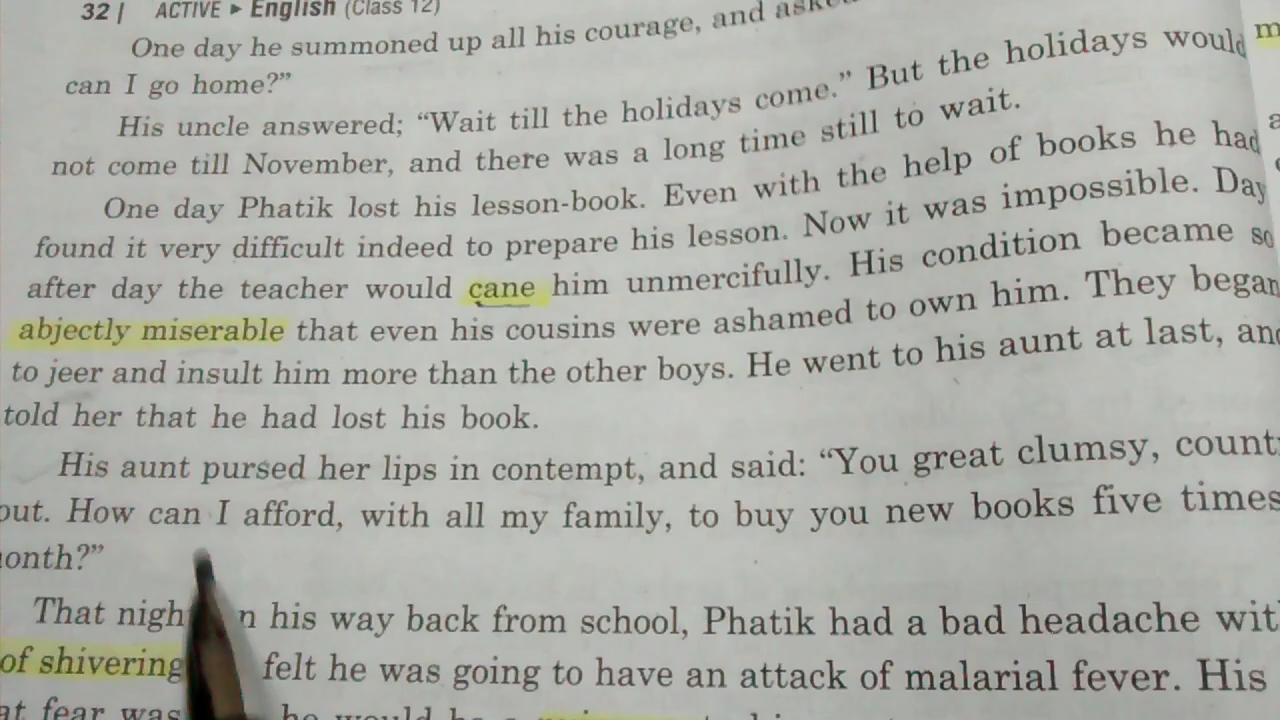 32 | ACTIVE ▸ English (Class 12)
One day he summoned up all his courage, and
can I go home?”
His uncle answered; “Wait till the holidays come.” But the holidays would
not come till November, and there was a long time still to wait.
One day Phatik lost his lesson-book. Even with the help of books he had
found it very difficult indeed to prepare his lesson. Now it was impossible. Day
after day the teacher would cane him unmercifully. His condition became so
abjectly miserable that even his cousins were ashamed to own him. They began
to jeer and insult him more than the other boys. He went to his aunt at last, and
told her that he had lost his book.
His aunt pursed her lips in contempt, and said: “You great clumsy,
How can I afford, with all my family, to buy you new books five times
That his way back from school, Phatik had a bad headache
of shivering felt he was going to have an attack of malarial fever. His
fear was he would be